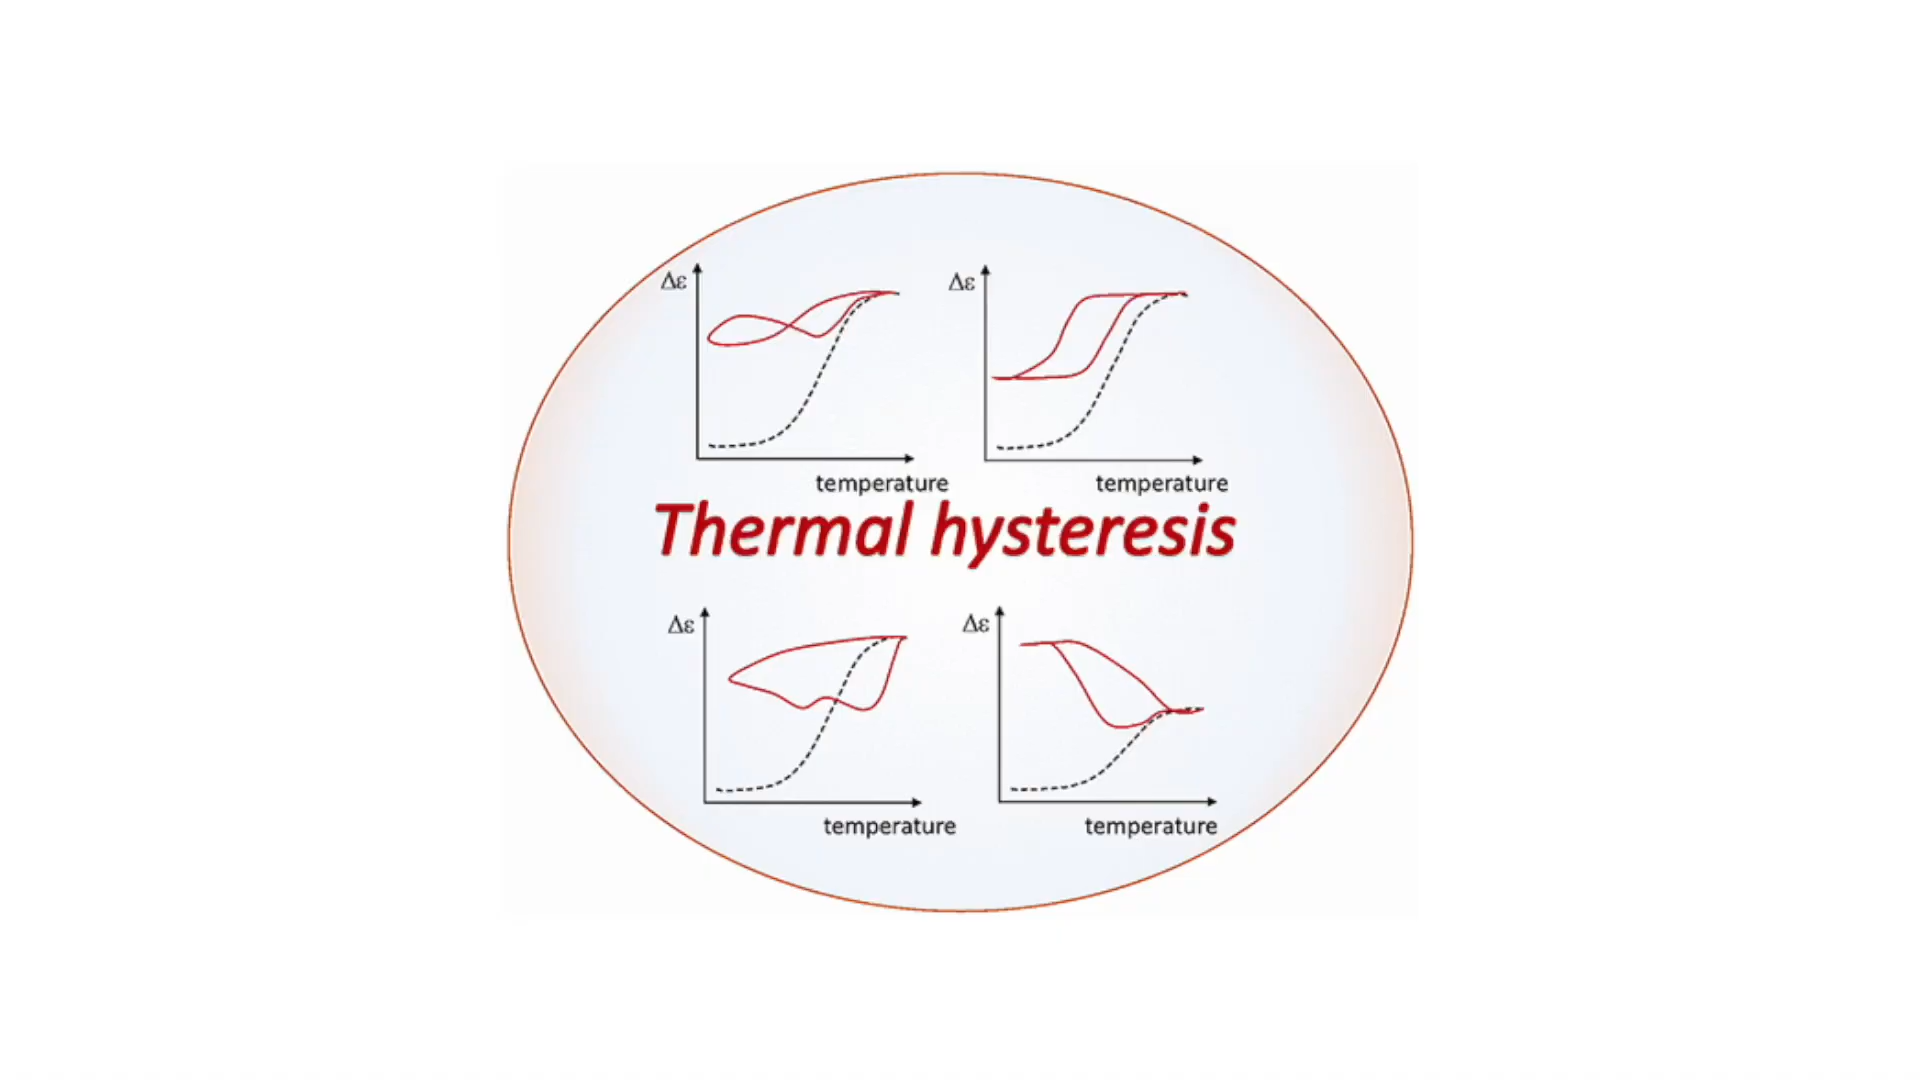 Δε
Δε
temperature
temperature
Thermal hysteresis
Δε
Δε
temperature
temperature